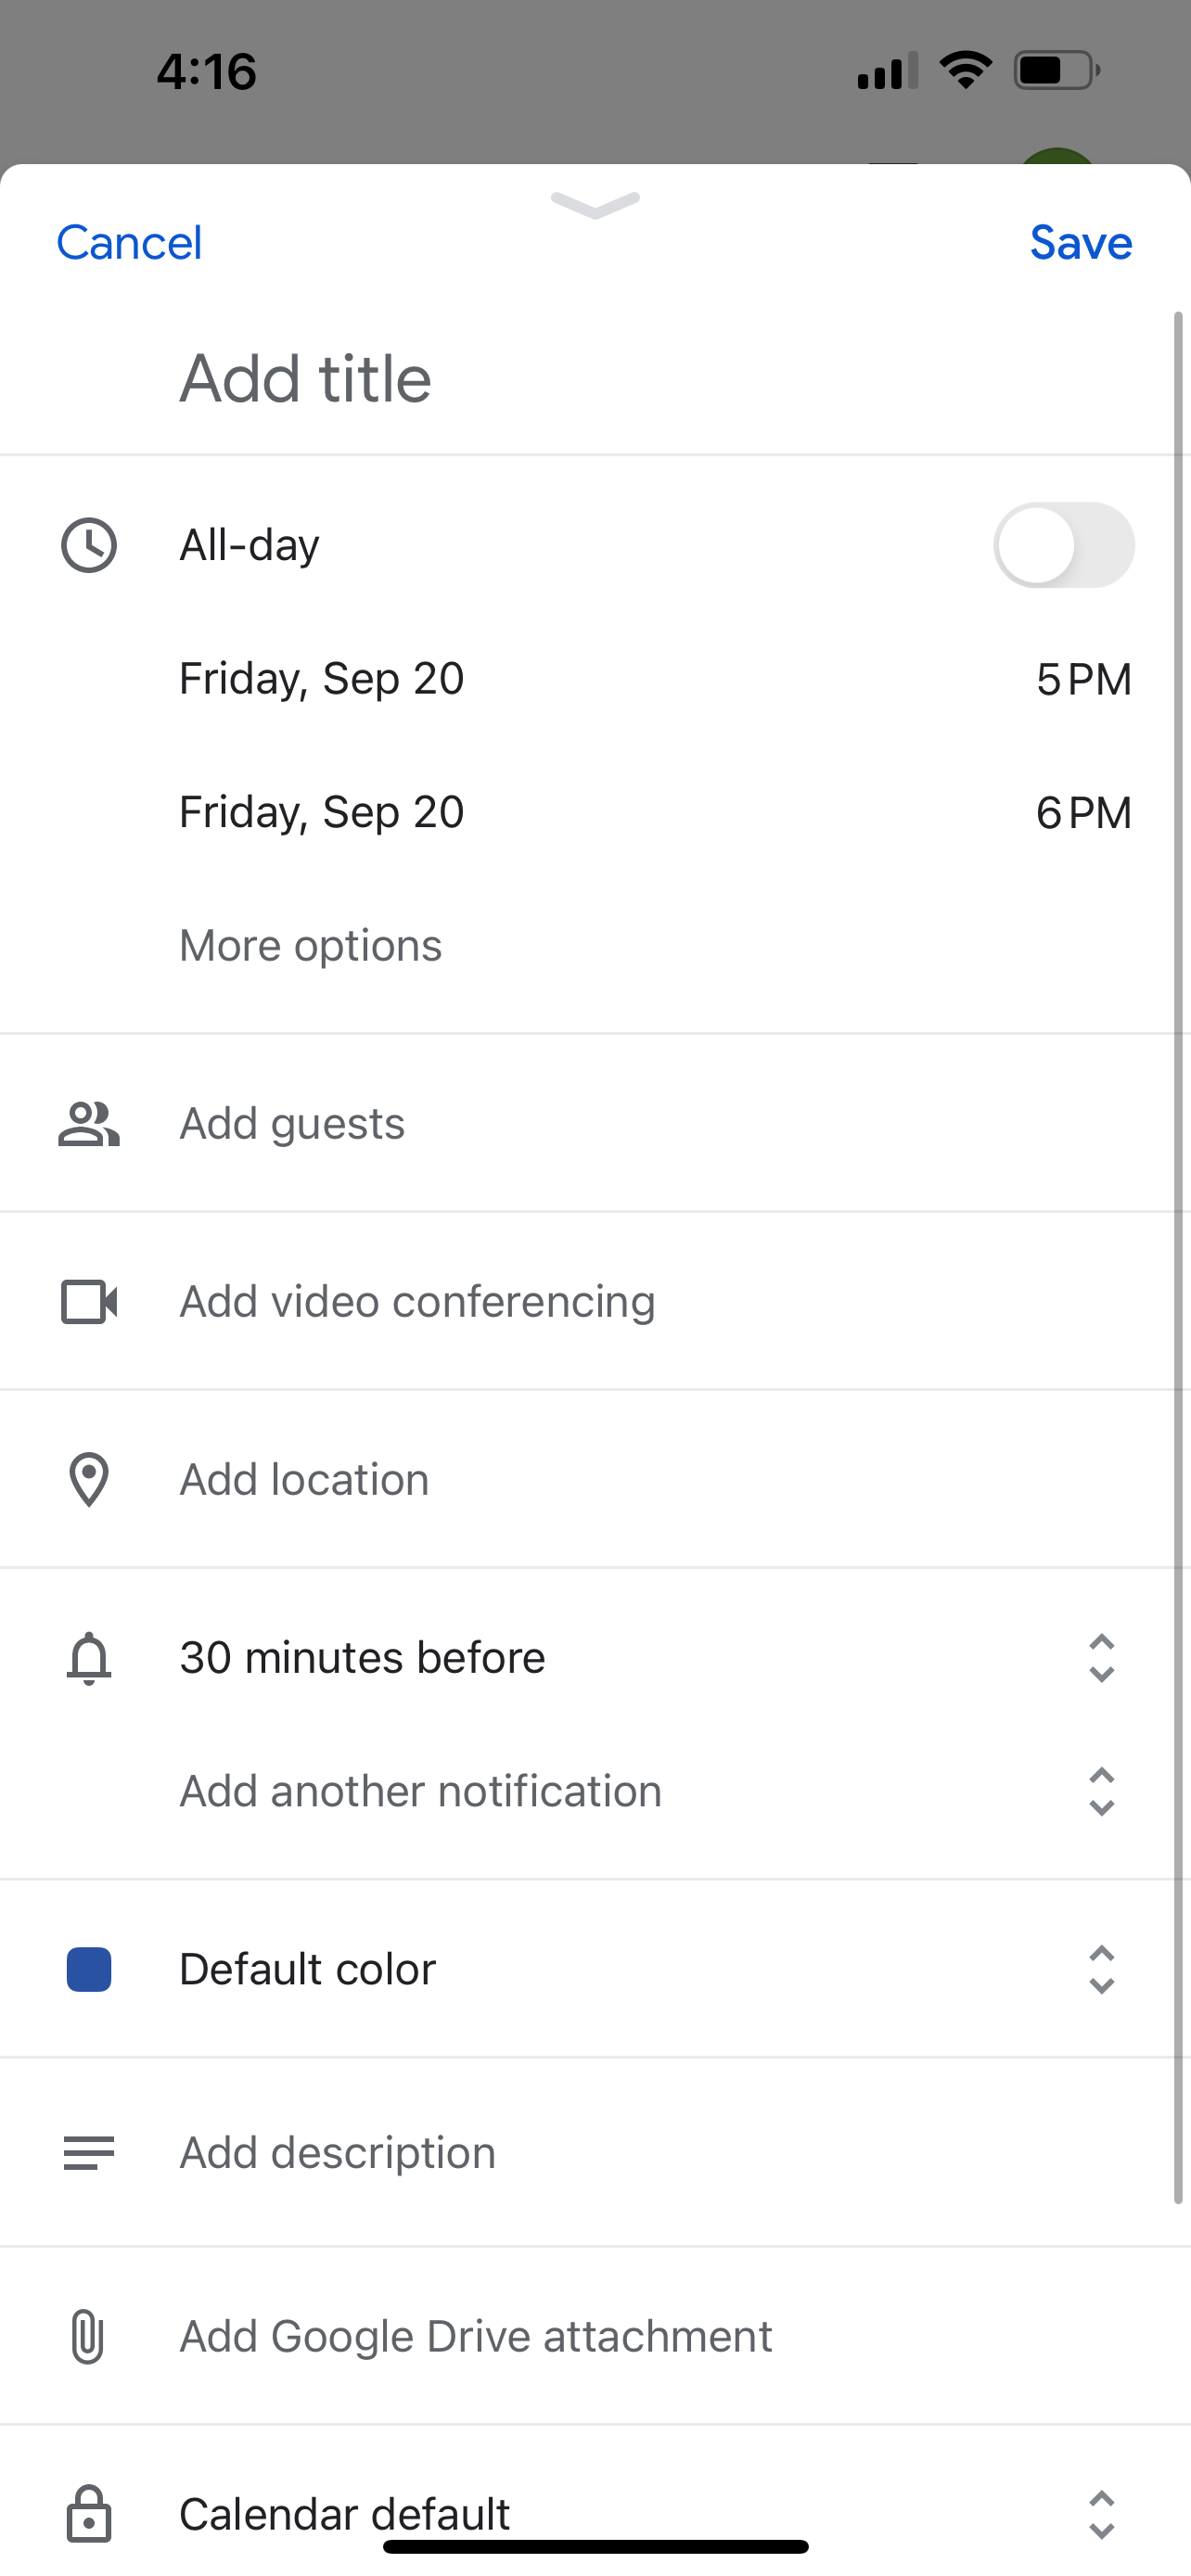 4:16
Cancel
Save
Add title
All-day
Friday, Sep 20
5 PM
Friday, Sep 20
6 PM
More options
Add guests
Add video conferencing
Add location
30 minutes before
Add another notification
Default color
Add description
Add Google Drive attachment
Calendar default